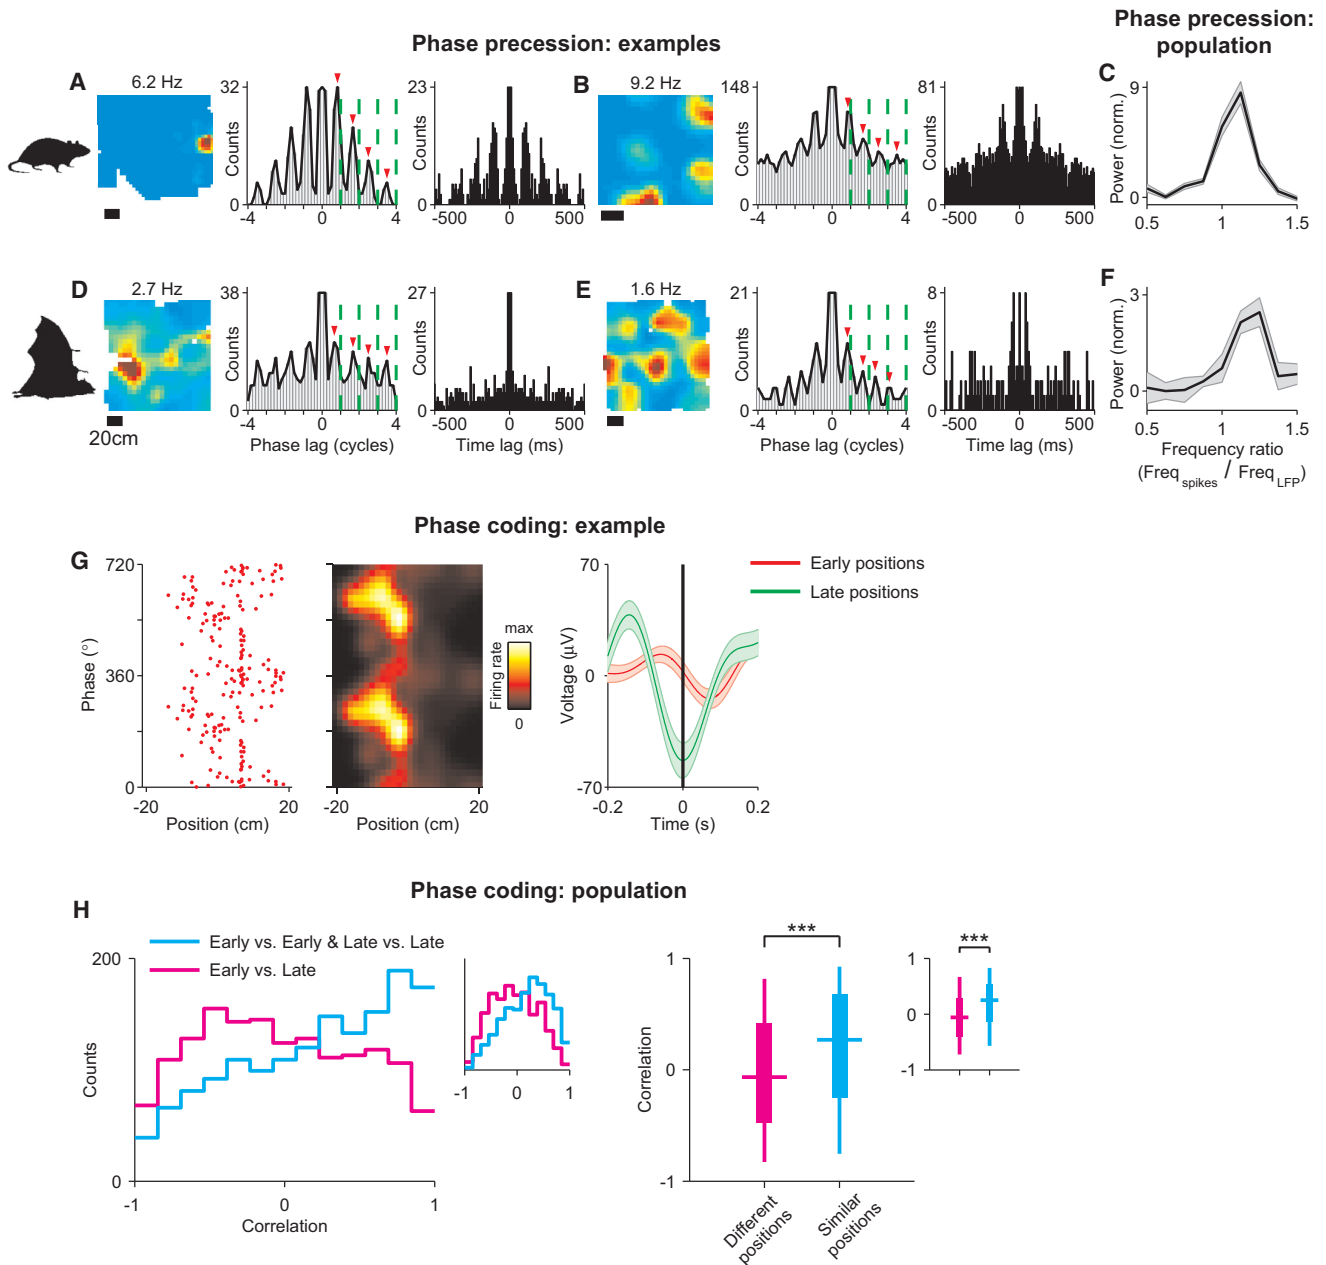 Phase precession: examples
Phase precession:
population
A
6.2 Hz
32
Counts
0
-4 0 4
23
Counts
0
-500 0 500
B
9.2 Hz
148
Counts
0
-4 0 4
81
Counts
0
-500 0 500
C
9
Power (norm.)
0
0.5 1 1.5
D
2.7 Hz
20cm
38
Counts
0
-4 0 4
Phase lag (cycles)
27
Counts
0
-500 0 500
Time lag (ms)
E
1.6 Hz
21
Counts
0
-4 0 4
Phase lag (cycles)
8
Counts
0
-500 0 500
Time lag (ms)
F
3
Power (norm.)
0
0.5 1 1.5
Frequency ratio
(Freq spikes / Freq LFP)
Phase coding: example
G
720
360
0
Phase (°)
-20 20
Position (cm)
-20 20
Position (cm)
max
Firing rate
0
70
0
-70
Voltage (µV)
-0.2 0 0.2
Time (s)
Early positions
Late positions
Phase coding: population
H
Early vs. Early & Late vs. Late
Early vs. Late
200
Counts
0
-1 0 1
Correlation
-1 0 1
***
1
0
-1
Correlation
Different
positions
Similar
positions
***
1
0
-1